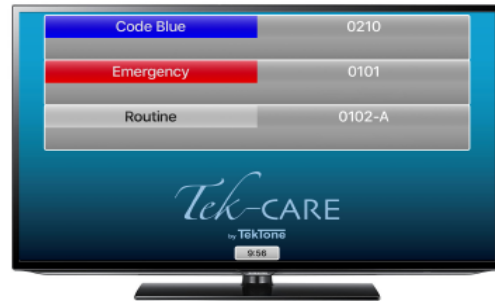 Code Blue 0210
Emergency 0101
Routine 0102-A
Tek-CARE
by TekTone
9:56